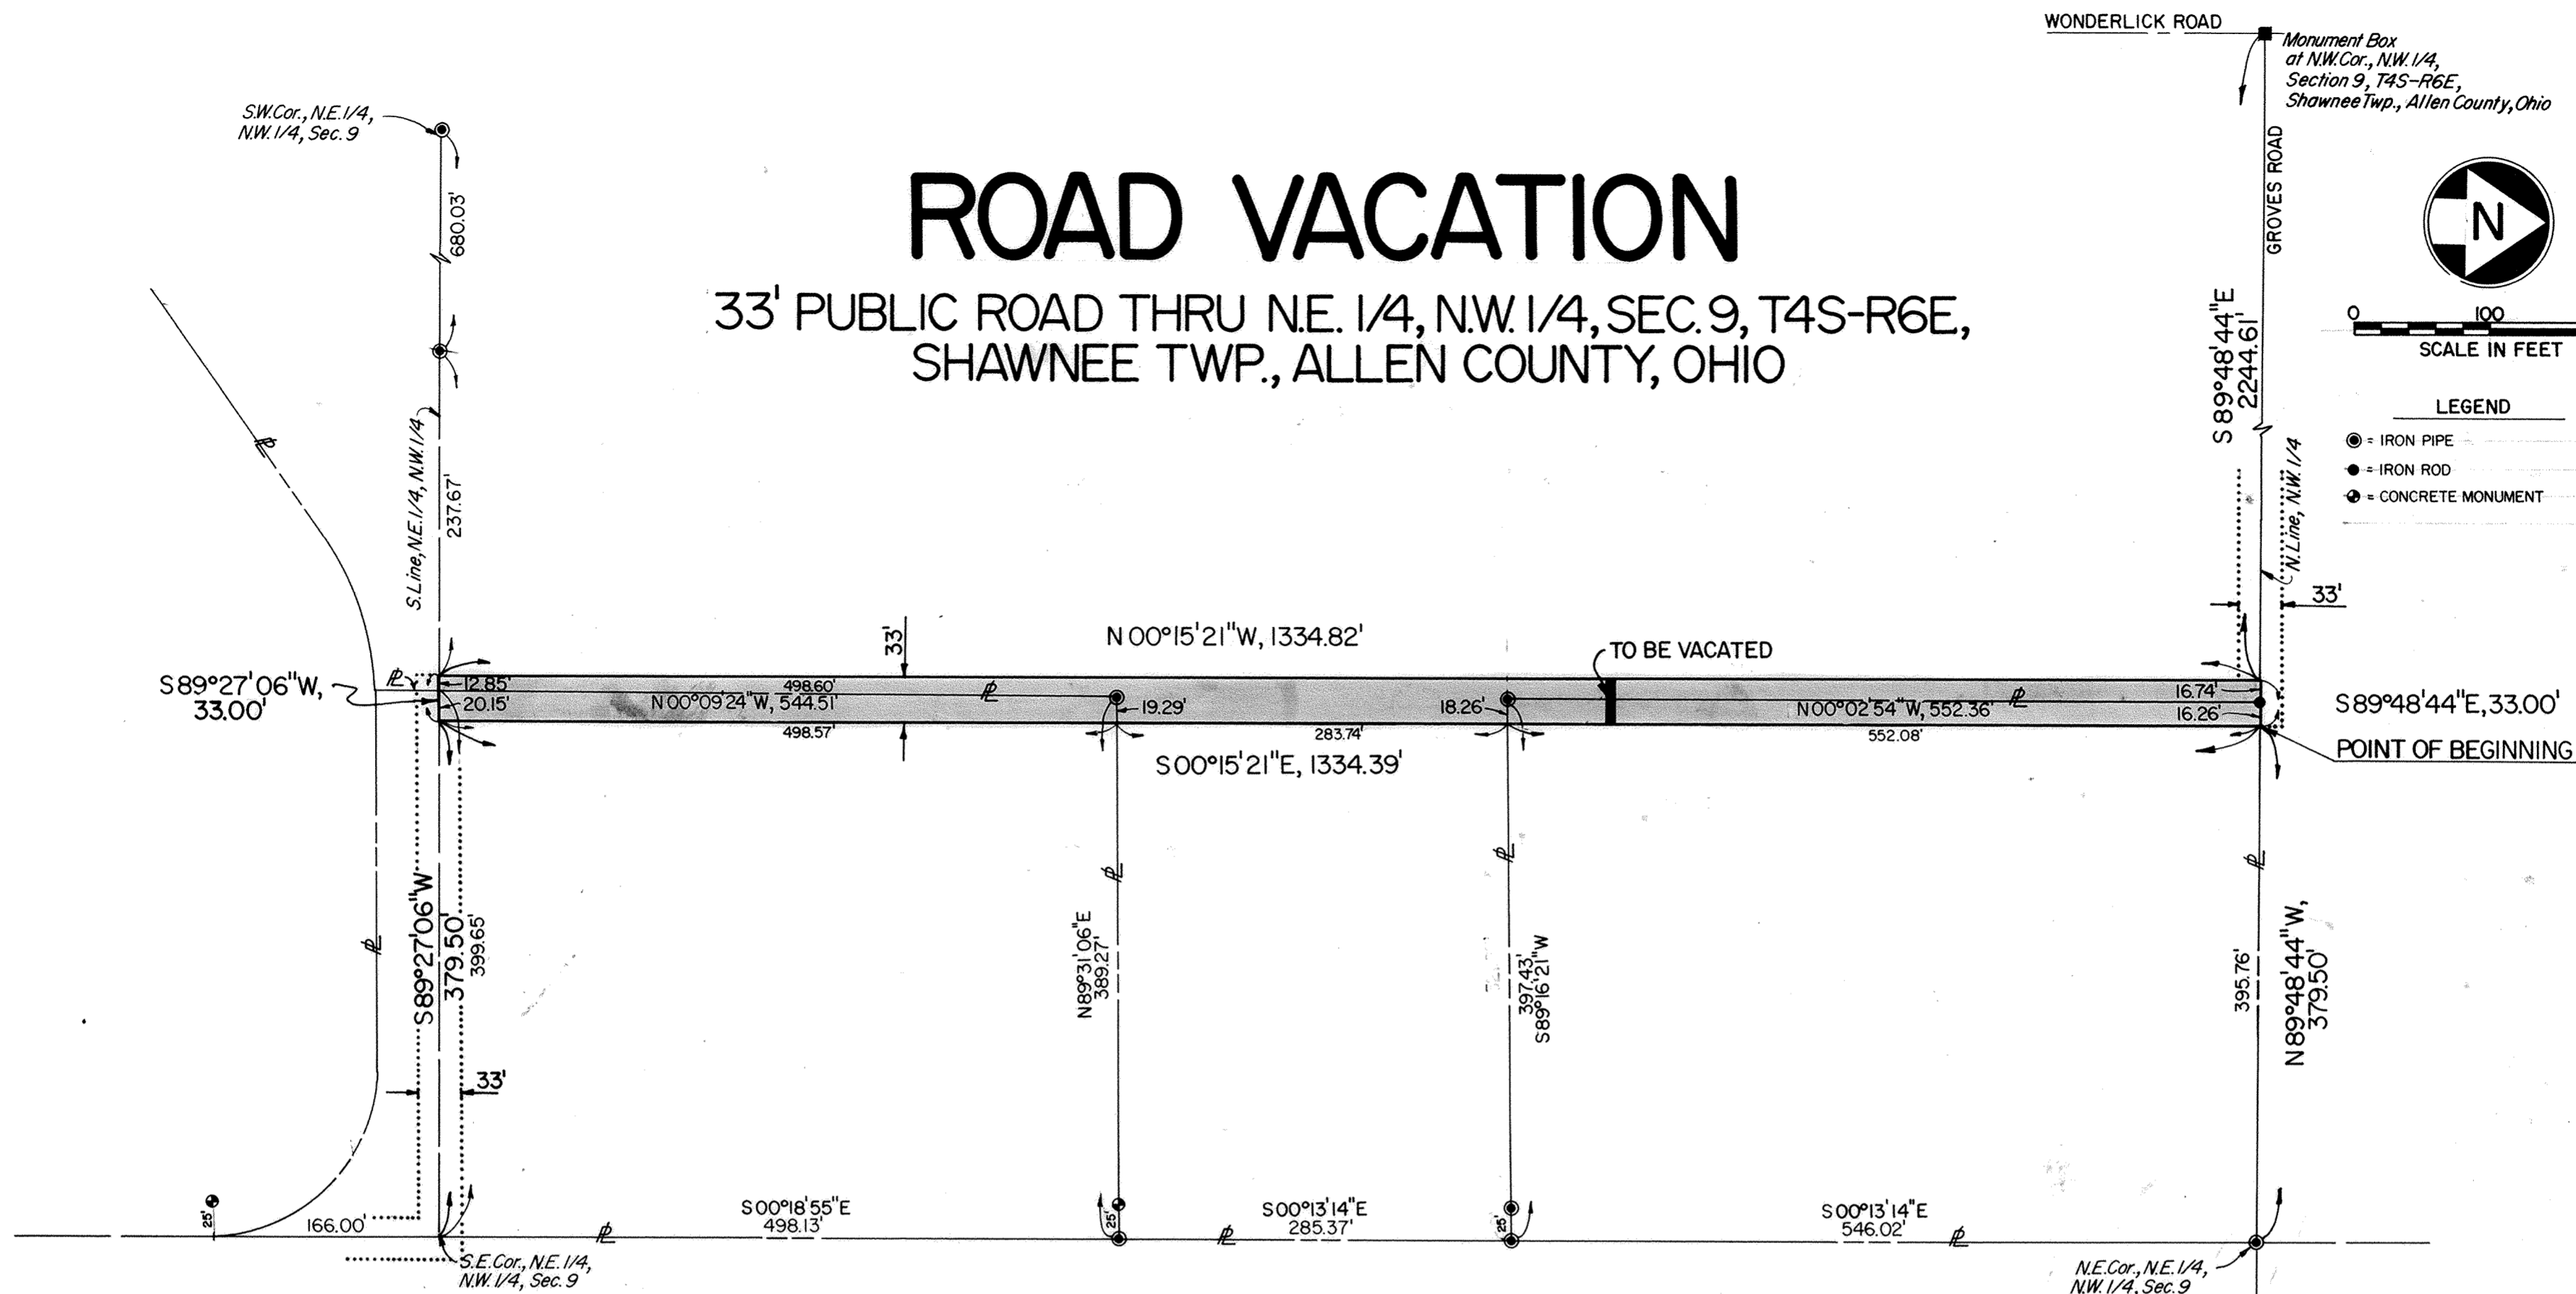 WONDERLICK ROAD
Monument Box
at N.W. Cor., N.W. 1/4,
Section 9, T4S-R6E,
Shawnee Twp., Allen County, Ohio
S.W. Cor., N.E. 1/4,
N.W. 1/4, Sec. 9
680.03'
GROVES ROAD
N
ROAD VACATION
33' PUBLIC ROAD THRU N.E. 1/4, N.W. 1/4, SEC. 9, T4S-R6E,
SHAWNEE TWP., ALLEN COUNTY, OHIO
0 100
SCALE IN FEET
S 89°48'44"E
2244.61'
LEGEND
= IRON PIPE
= IRON ROD
= CONCRETE MONUMENT
S. Line, N.E. 1/4, N.W. 1/4
237.67'
N. Line, N.W. 1/4
33'
33'
N 00°15'21"W, 1334.82'
TO BE VACATED
S 89°27'06"W,
33.00'
12.85'
20.15'
498.60'
N 00°09'24"W, 544.51'
498.57'
19.29'
18.26'
283.74'
N 00°02'54"W, 552.36'
552.08'
16.74'
16.26'
S 89°48'44"E, 33.00'
POINT OF BEGINNING
S 00°15'21"E, 1334.39'
S 89°27'06"W
379.50'
399.65'
N 89°31'06"E
389.27'
397.43'
S 89°16'21"W
395.76'
N 89°48'44"W,
379.50'
33'
25'
166.00'
S 00°18'55"E
498.13'
25'
S 00°13'14"E
285.37'
25'
S 00°13'14"E
546.02'
S.E. Cor., N.E. 1/4,
N.W. 1/4, Sec. 9
N.E. Cor., N.E. 1/4,
N.W. 1/4, Sec. 9